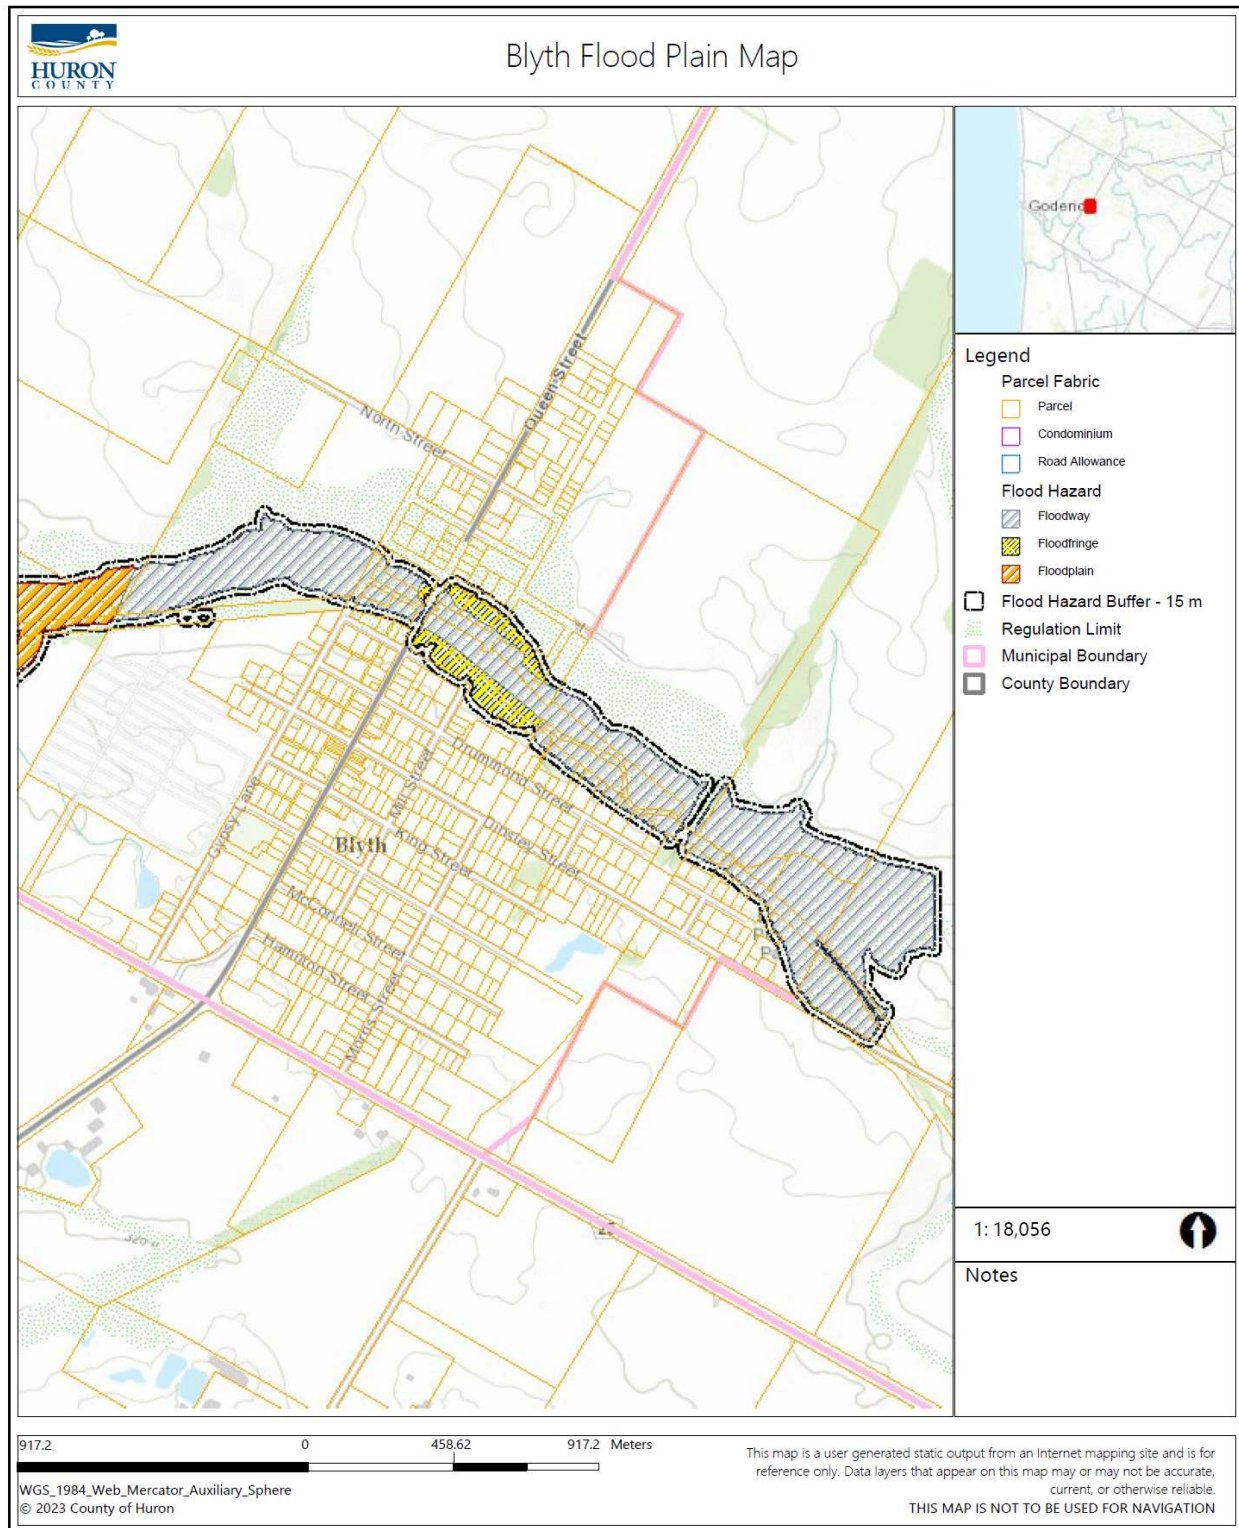 HURON
COUNTY
Blyth Flood Plain Map
Goderic
Queen Street
North Street
Drummond Street
Mill Street
Gypsy Lane
Dinsley Street
King Street
Blyth
McConnell Street
Hamilton Street
Morris Street
Legend
Parcel Fabric
Parcel
Condominium
Road Allowance
Flood Hazard
Floodway
Floodfringe
Floodplain
Flood Hazard Buffer - 15 m
Regulation Limit
Municipal Boundary
County Boundary
1: 18,056
Notes
917.2 0 458.62 917.2 Meters
WGS_1984_Web_Mercator_Auxiliary_Sphere
© 2023 County of Huron
This map is a user generated static output from an Internet mapping site and is for
reference only. Data layers that appear on this map may or may not be accurate,
current, or otherwise reliable.
THIS MAP IS NOT TO BE USED FOR NAVIGATION